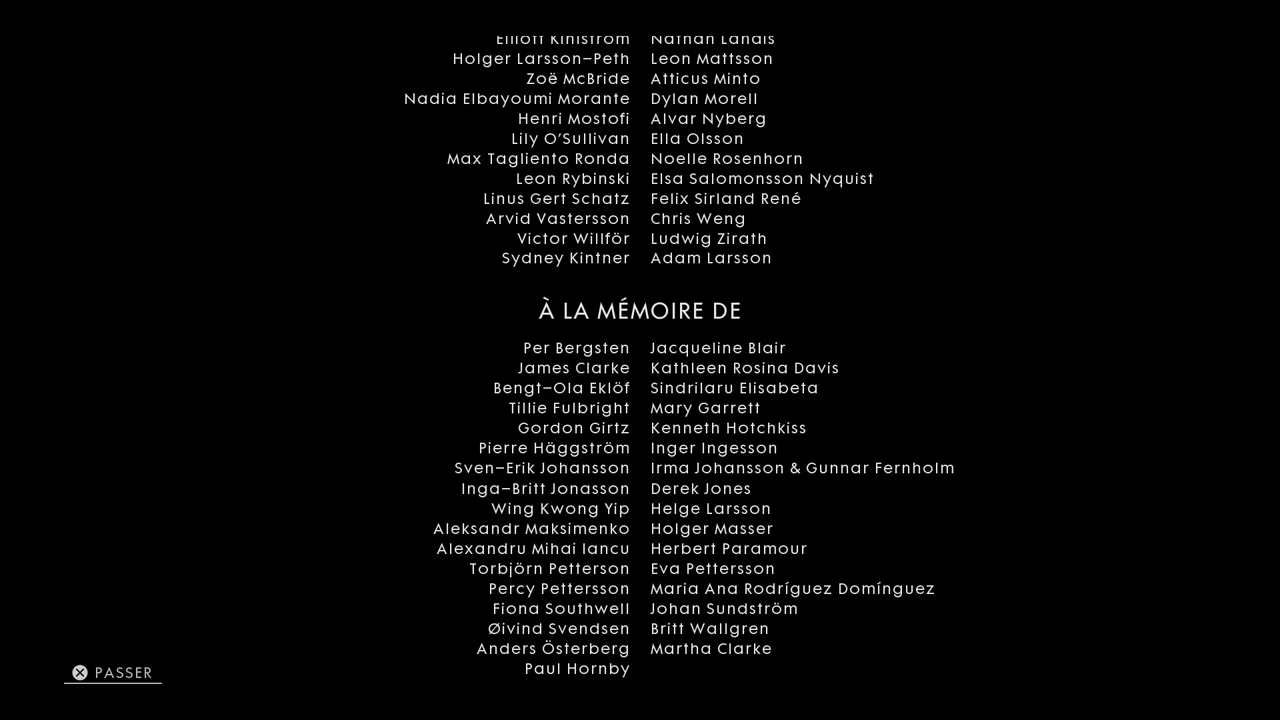 Elliott Kihlström Nathan Landis
Holger Larsson–Peth Leon Mattsson
Zoë McBride Atticus Minto
Nadia Elbayoumi Morante Dylan Morell
Henri Mostofi Alvar Nyberg
Lily O’Sullivan Ella Olsson
Max Tagliento Ronda Noelle Rosenhorn
Leon Rybinski Elsa Salomonsson Nyquist
Linus Gert Schatz Felix Sirland René
Arvid Vastersson Chris Weng
Victor Willför Ludwig Zirath
Sydney Kintner Adam Larsson
À LA MÉMOIRE DE
Per Bergsten Jacqueline Blair
James Clarke Kathleen Rosina Davis
Bengt–Ola Eklöf Sindrilaru Elisabeta
Tillie Fulbright Mary Garrett
Gordon Girtz Kenneth Hotchkiss
Pierre Häggström Inger Ingesson
Sven–Erik Johansson Irma Johansson & Gunnar Fernholm
Inga–Britt Jonasson Derek Jones
Wing Kwong Yip Helge Larsson
Aleksandr Maksimenko Holger Masser
Alexandru Mihai Iancu Herbert Paramour
Torbjörn Petterson Eva Pettersson
Percy Pettersson Maria Ana Rodríguez Domínguez
Fiona Southwell Johan Sundström
Øivind Svendsen Britt Wallgren
Anders Österberg Martha Clarke
Paul Hornby
PASSER